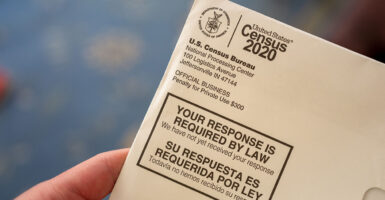 United States®
Census
2020
U.S. Census Bureau
National Processing Center
100 Logistics Avenue
Jeffersonville IN 47144
OFFICIAL BUSINESS
Penalty for Private Use $300
YOUR RESPONSE IS
REQUIRED BY LAW
We have not yet received your response
SU RESPUESTA ES
REQUERIDA POR LEY
Todavía no hemos recibido su